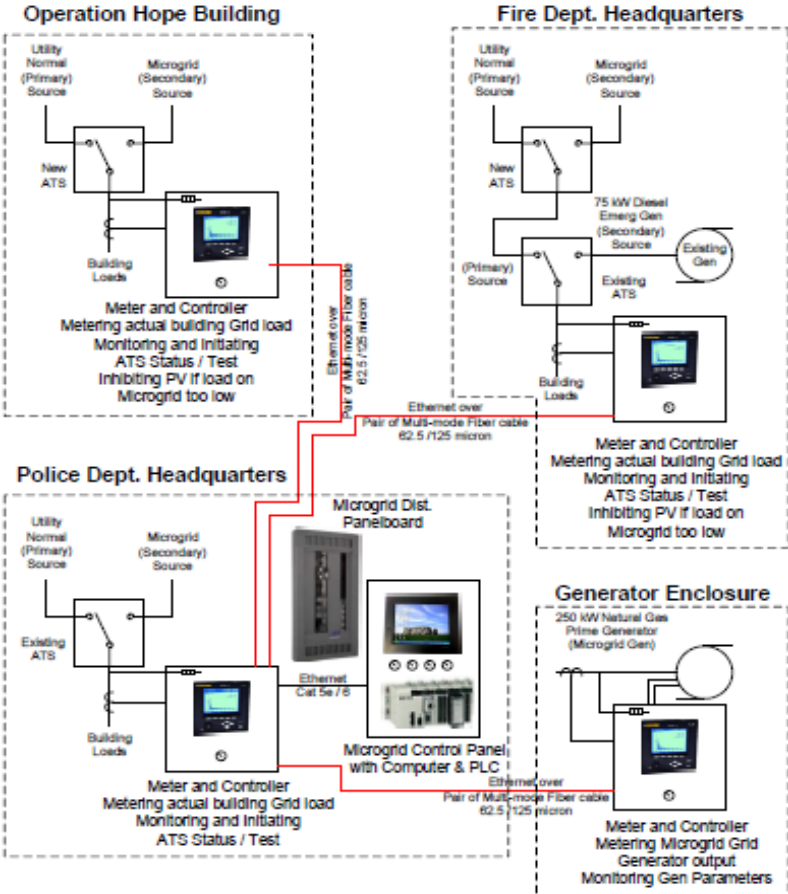 Operation Hope Building
Utility
Normal
(Primary)
Source
Microgrid
(Secondary)
Source
New
ATS
Building
Loads
Meter and Controller
Metering actual building Grid load
Monitoring and Initiating
ATS Status / Test
Inhibiting PV if load on
Microgrid too low
Ethernet over
Pair of Multi-mode Fiber cable
62.5 /125 micron
Fire Dept. Headquarters
Utility
Normal
(Primary)
Source
Microgrid
(Secondary)
Source
New
ATS
75 kW Diesel
Emerg Gen
(Secondary)
Source
Existing
Gen
(Primary)
Source
Existing
ATS
Building
Loads
Ethernet over
Pair of Multi-mode Fiber cable
62.5 /125 micron
Meter and Controller
Metering actual building Grid load
Monitoring and Initiating
ATS Status / Test
Inhibiting PV if load on
Microgrid too low
Police Dept. Headquarters
Utility
Normal
(Primary)
Source
Microgrid
(Secondary)
Source
Existing
ATS
Building
Loads
Microgrid Dist.
Panelboard
Ethernet
Cat 5e / 6
Microgrid Control Panel
with Computer & PLC
Meter and Controller
Metering actual building Grid load
Monitoring and Initiating
ATS Status / Test
Ethernet over
Pair of Multi-mode Fiber cable
62.5 /125 micron
Generator Enclosure
250 kW Natural Gas
Prime Generator
(Microgrid Gen)
Meter and Controller
Metering Microgrid Grid
Generator output
Monitoring Gen Parameters